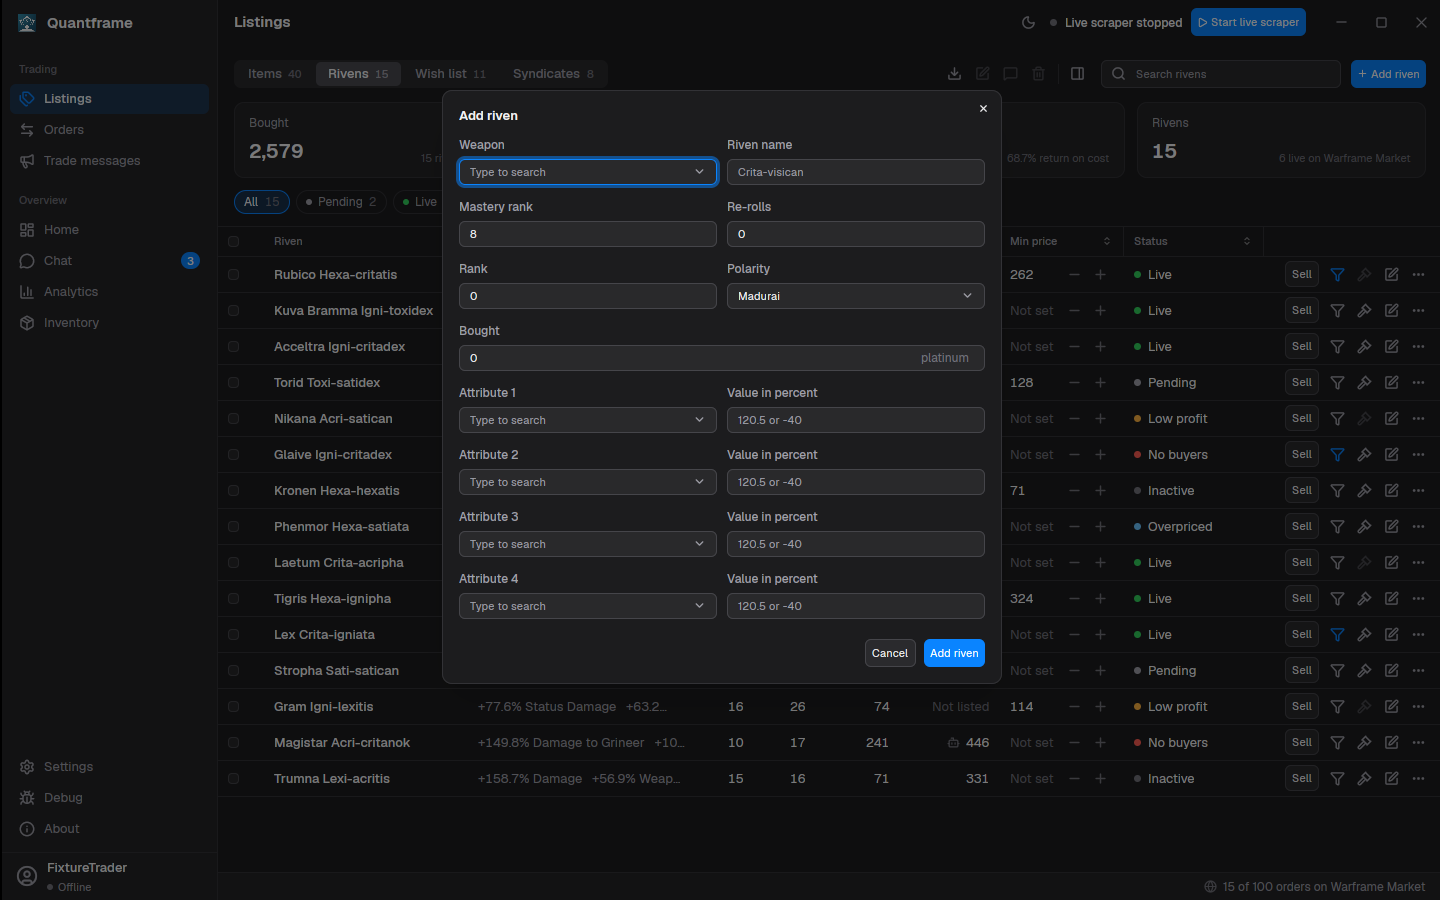 Quantframe
Listings
Live scraper stopped
Start live scraper
Trading
Listings
Orders
Trade messages
Overview
Home
Chat 3
Analytics
Inventory
Settings
Debug
About
FixtureTrader
Offline
Items 40
Rivens 15
Wish list 11
Syndicates 8
Search rivens
+ Add riven
Bought
2,579
15 ri
68.7% return on cost
Rivens
15
6 live on Warframe Market
All 15
Pending 2
Live
Riven
Min price
Status
Rubico Hexa-critatis 262 Live Sell
Kuva Bramma Igni-toxidex Not set Live Sell
Acceltra Igni-critadex Not set Live Sell
Torid Toxi-satidex 128 Pending Sell
Nikana Acri-satican Not set Low profit Sell
Glaive Igni-critadex Not set No buyers Sell
Kronen Hexa-hexatis 71 Inactive Sell
Phenmor Hexa-satiata Not set Overpriced Sell
Laetum Crita-acripha Not set Live Sell
Tigris Hexa-ignipha 324 Live Sell
Lex Crita-igniata Not set Live Sell
Stropha Sati-satican Not set Pending Sell
Gram Igni-lexitis +77.6% Status Damage +63.2... 16 26 74 Not listed 114 Low profit Sell
Magistar Acri-critanok +149.8% Damage to Grineer +10... 10 17 241 446 Not set No buyers Sell
Trumna Lexi-acritis +158.7% Damage +56.9% Weap... 15 16 71 331 Not set Inactive Sell
15 of 100 orders on Warframe Market
Add riven
Weapon
Type to search
Riven name
Crita-visican
Mastery rank
8
Re-rolls
0
Rank
0
Polarity
Madurai
Bought
0 platinum
Attribute 1
Type to search
Value in percent
120.5 or -40
Attribute 2
Type to search
Value in percent
120.5 or -40
Attribute 3
Type to search
Value in percent
120.5 or -40
Attribute 4
Type to search
Value in percent
120.5 or -40
Cancel
Add riven